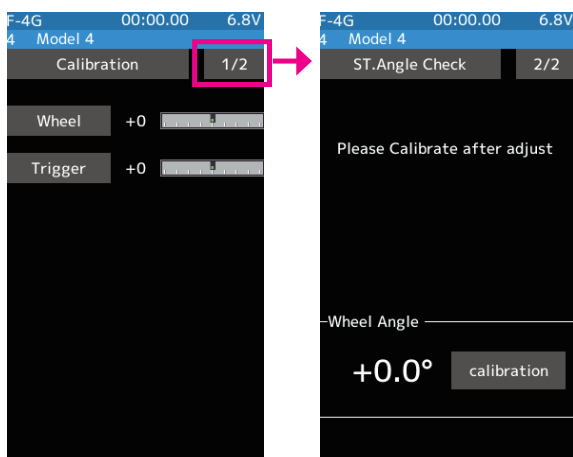 F-4G 00:00.00 6.8V
4 Model 4
Calibration 1/2
Wheel +0
Trigger +0
F-4G 00:00.00 6.8V
4 Model 4
ST.Angle Check 2/2
Please Calibrate after adjust
Wheel Angle
+0.0° calibration